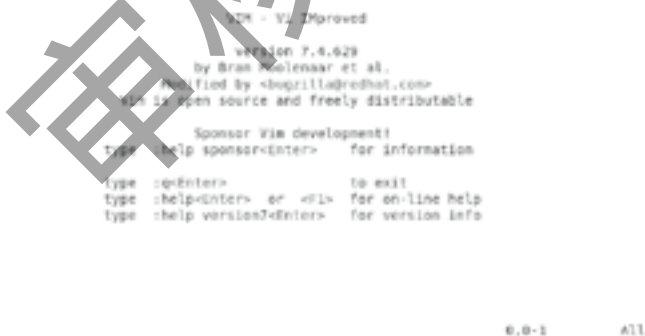 VIM - Vi IMproved
version 7.4.629
by Bram Moolenaar et al.
Modified by <bugzilla@redhat.com>
Vim is open source and freely distributable
Sponsor Vim development!
type :help sponsor<Enter> for information
type :q<Enter> to exit
type :help<Enter> or <F1> for on-line help
type :help version7<Enter> for version info
0,0-1 All
审